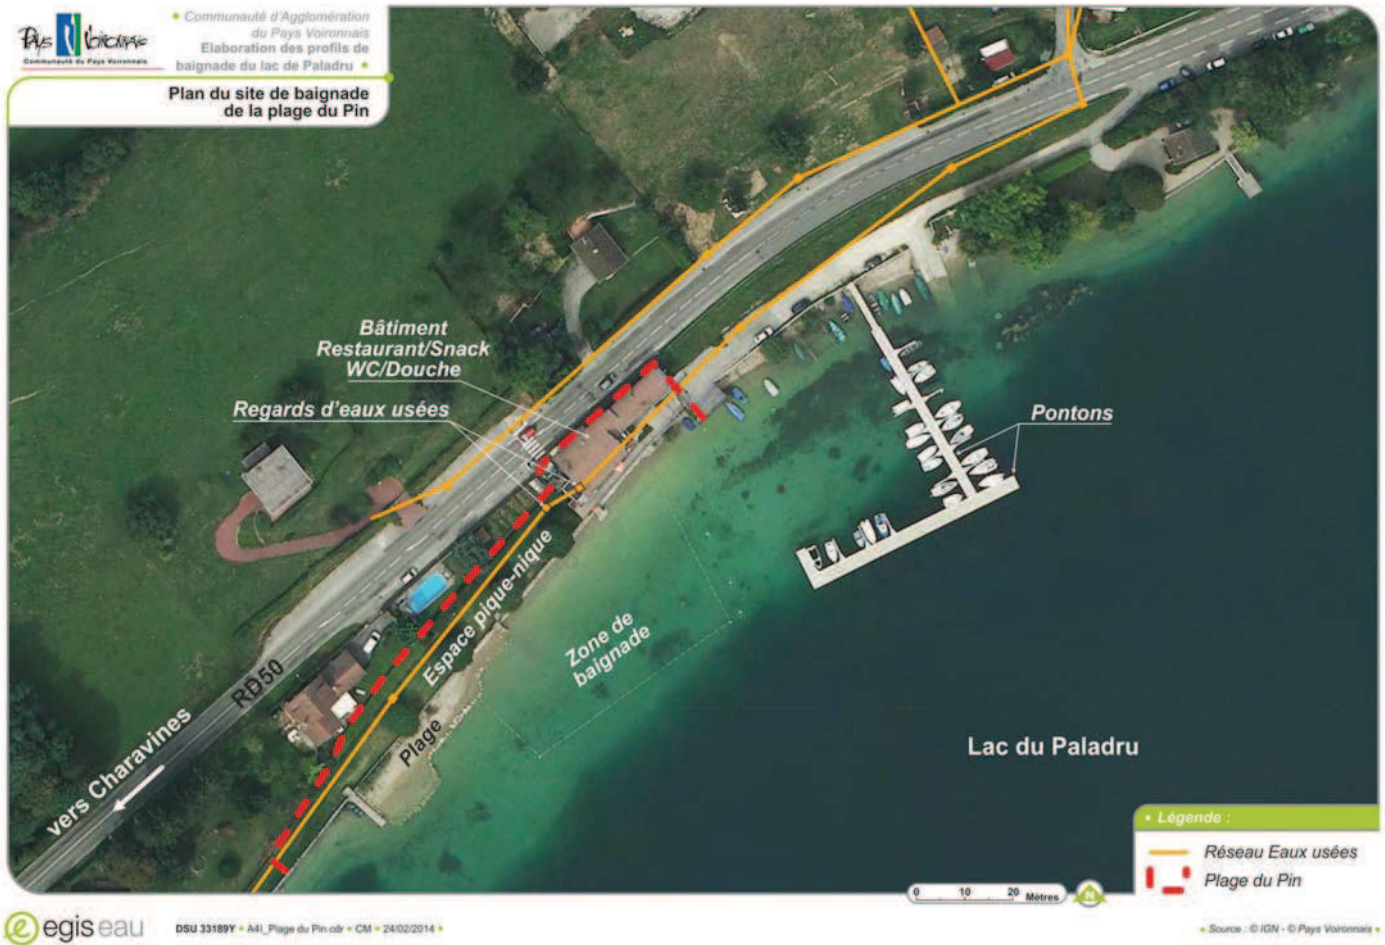 PAYS VOIRONNAIS
Communauté du Pays Voironnais
• Communauté d'Agglomération
du Pays Voironnais
Elaboration des profils de
baignade du lac de Paladru •
Plan du site de baignade
de la plage du Pin
Bâtiment
Restaurant/Snack
WC/Douche
Regards d'eaux usées
Pontons
Espace pique-nique
Zone de
baignade
Plage
RD50
vers Charavines
Lac du Paladru
• Légende :
Réseau Eaux usées
Plage du Pin
0 10 20 Mètres
N
e egis eau
DSU 33189Y • A4I_Plage du Pin.cdr • CM • 24/02/2014 •
• Source : © IGN - © Pays Voironnais •